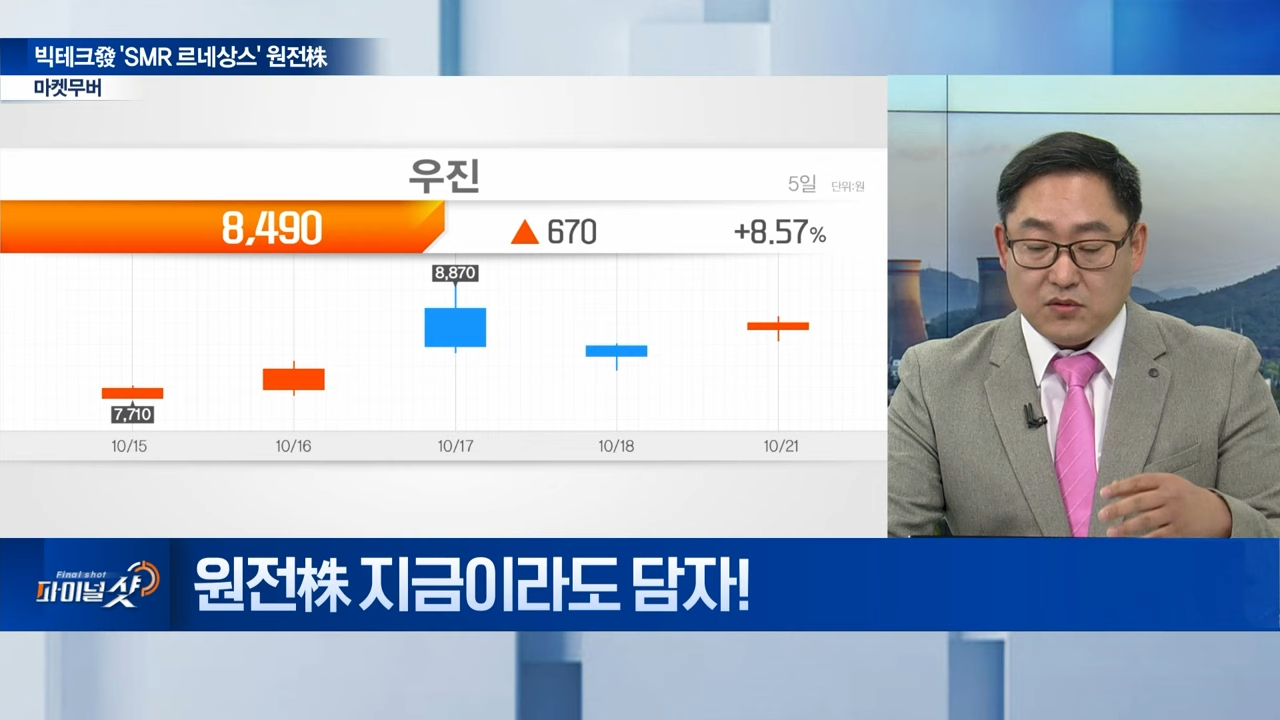 빅테크發 'SMR 르네상스' 원전株
마켓무버
우진
5일 단위:원
8,490 ▲ 670 +8.57%
8,870
7,710
10/15 10/16 10/17 10/18 10/21
Final shot
파이널샷
원전株 지금이라도 담자!